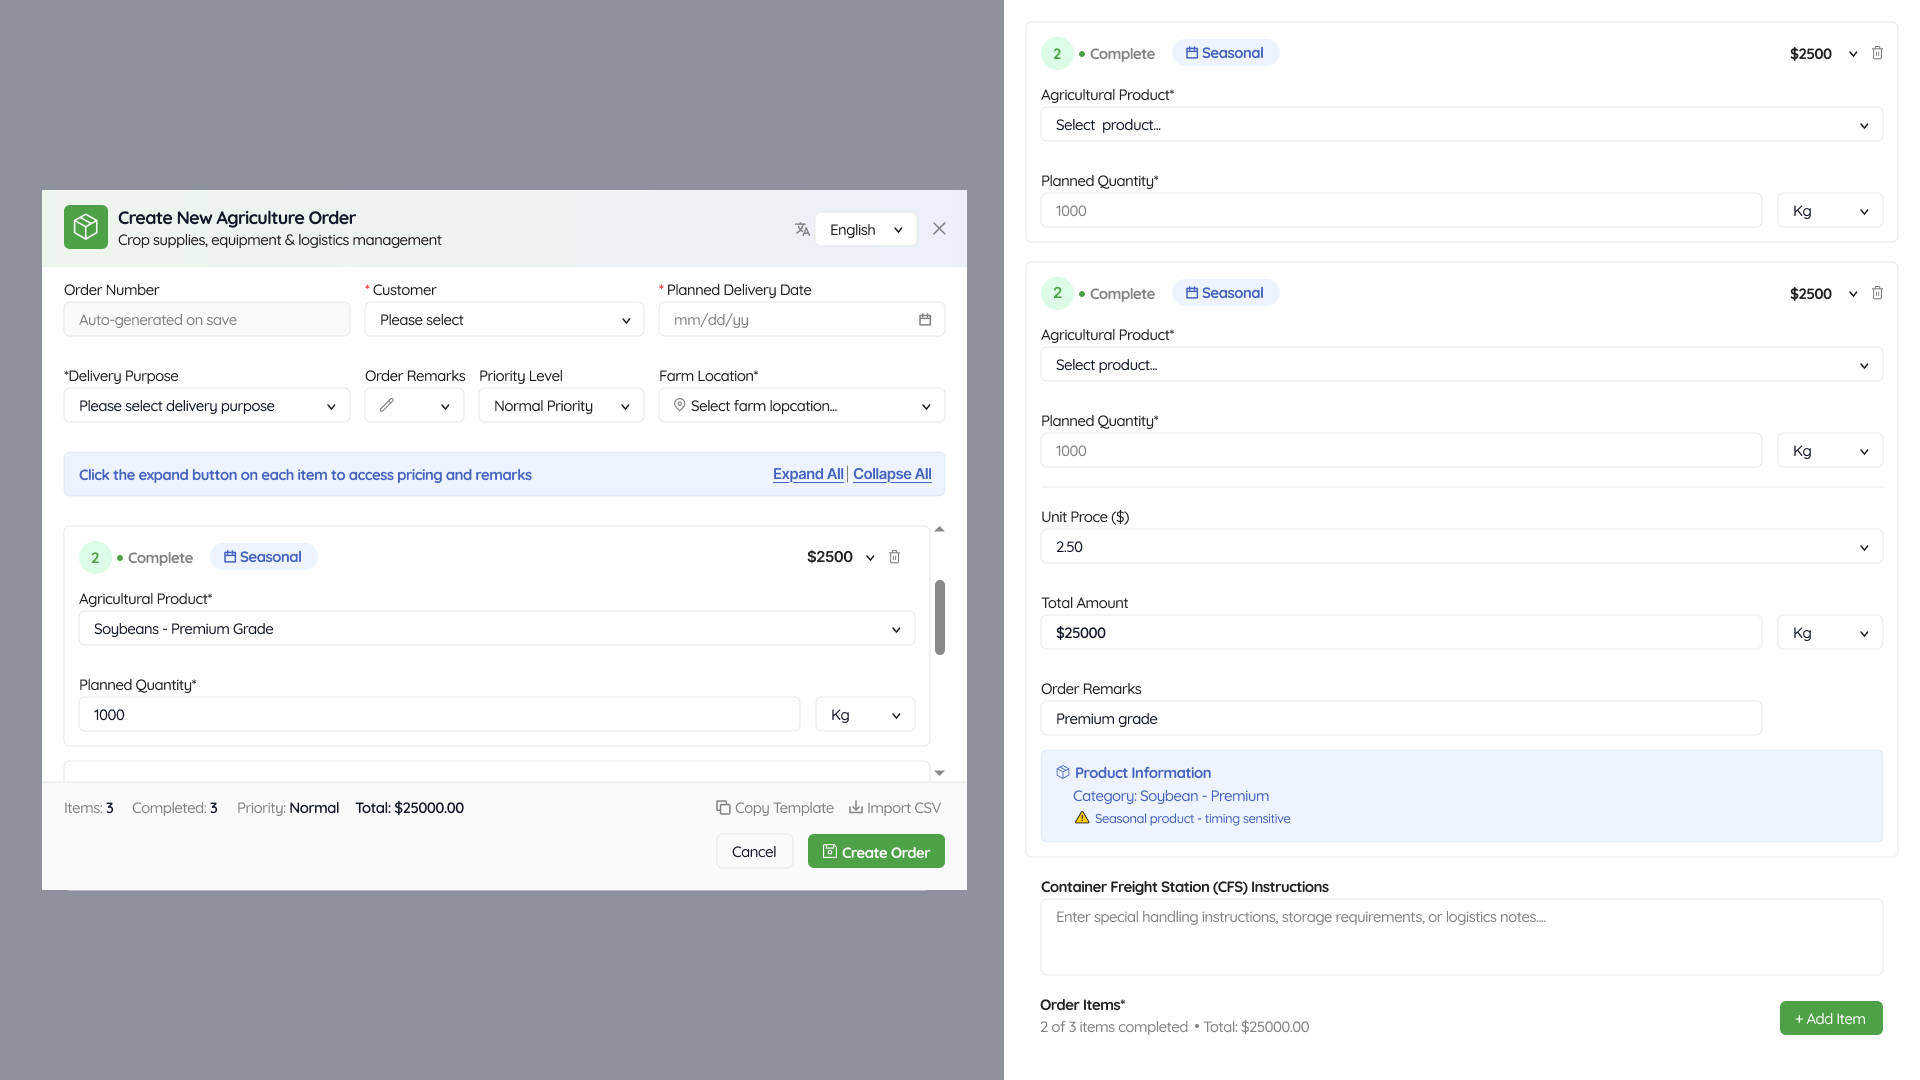 Create New Agriculture Order
Crop supplies, equipment & logistics management
English
Order Number
* Customer
* Planned Delivery Date
Auto-generated on save
Please select
mm/dd/yy
*Delivery Purpose
Order Remarks
Priority Level
Farm Location*
Please select delivery purpose
Normal Priority
Select farm lopcation...
Click the expand button on each item to access pricing and remarks
Expand All | Collapse All
2 • Complete
Seasonal
$2500
Agricultural Product*
Soybeans - Premium Grade
Planned Quantity*
1000
Kg
Items: 3
Completed: 3
Priority: Normal
Total: $25000.00
Copy Template
Import CSV
Cancel
Create Order
2 • Complete
Seasonal
$2500
Agricultural Product*
Select  product...
Planned Quantity*
1000
Kg
2 • Complete
Seasonal
$2500
Agricultural Product*
Select product...
Planned Quantity*
1000
Kg
Unit Proce ($)
2.50
Total Amount
$25000
Kg
Order Remarks
Premium grade
Product Information
Category: Soybean - Premium
Seasonal product - timing sensitive
Container Freight Station (CFS) Instructions
Enter special handling instructions, storage requirements, or logistics notes....
Order Items*
2 of 3 items completed • Total: $25000.00
+ Add Item